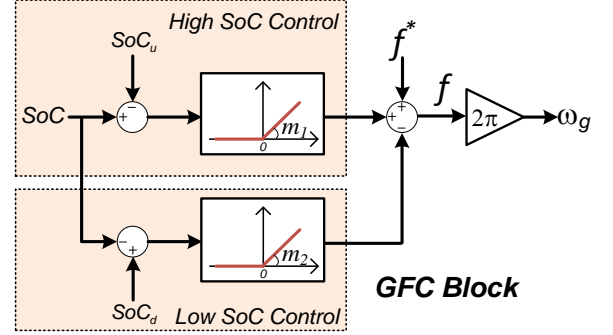 High SoC Control
SoC_u
−
SoC
+
m_1
0
f*
+
+
−
f
2π
ω_g
−
+
SoC_d
m_2
0
Low SoC Control
GFC Block